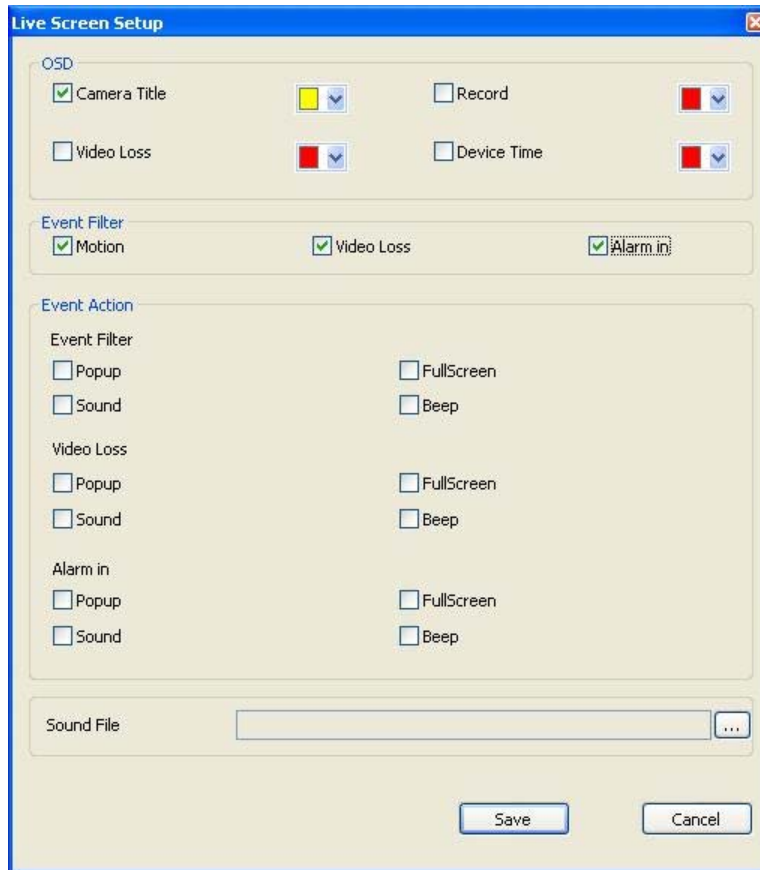 Live Screen Setup
OSD
Camera Title
Record
Video Loss
Device Time
Event Filter
Motion
Video Loss
Alarm in
Event Action
Event Filter
Popup
FullScreen
Sound
Beep
Video Loss
Popup
FullScreen
Sound
Beep
Alarm in
Popup
FullScreen
Sound
Beep
Sound File
...
Save
Cancel